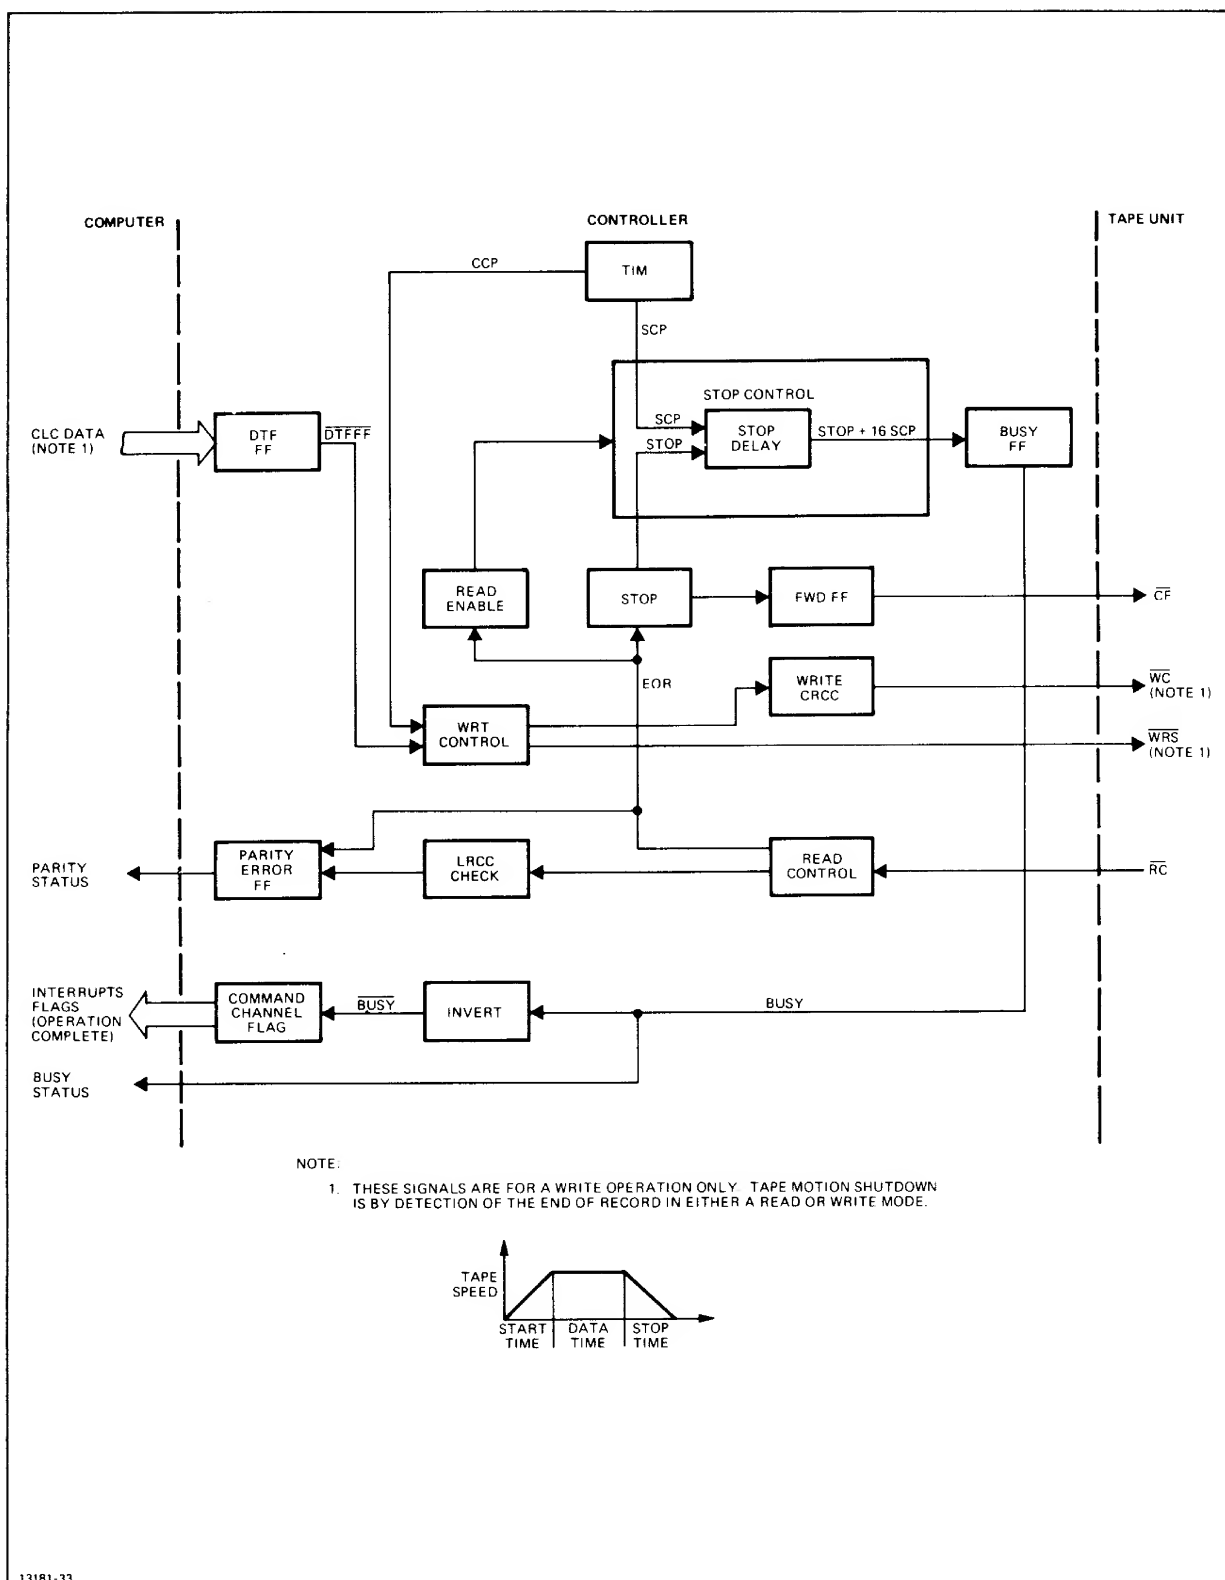 COMPUTER
CONTROLLER
TAPE UNIT
CCP
TIM
SCP
STOP CONTROL
SCP
STOP
STOP
DELAY
STOP + 16 SCP
BUSY
FF
CLC DATA
(NOTE 1)
DTF
FF
DTFFF
READ
ENABLE
STOP
FWD FF
CF
EOR
WRITE
CRCC
WC
(NOTE 1)
WRT
CONTROL
WRS
(NOTE 1)
PARITY
STATUS
PARITY
ERROR
FF
LRCC
CHECK
READ
CONTROL
RC
INTERRUPTS
FLAGS
(OPERATION
COMPLETE)
COMMAND
CHANNEL
FLAG
BUSY
INVERT
BUSY
BUSY
STATUS
NOTE:
1. THESE SIGNALS ARE FOR A WRITE OPERATION ONLY. TAPE MOTION SHUTDOWN
IS BY DETECTION OF THE END OF RECORD IN EITHER A READ OR WRITE MODE.
TAPE
SPEED
START
TIME
DATA
TIME
STOP
TIME
13181-33